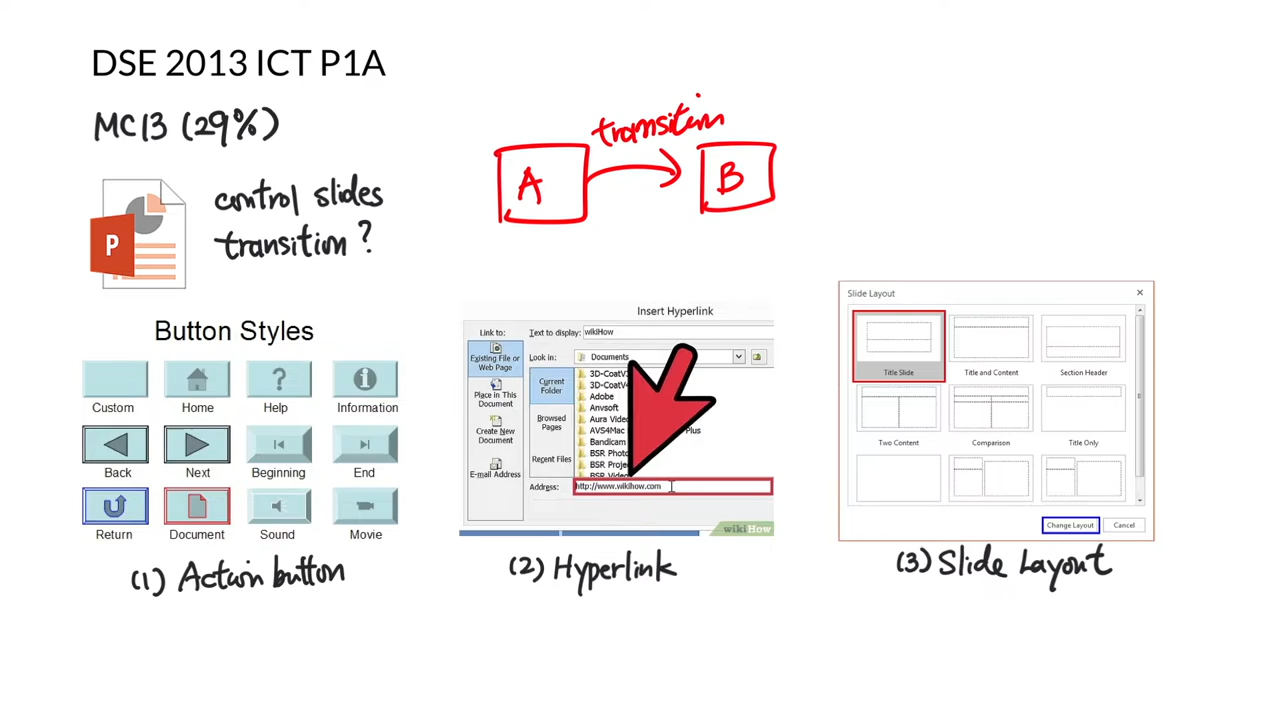 DSE 2013 ICT P1A
MC13 (29%)
transition
A
B
P
control slides
transition ?
Button Styles
Custom
Home
Help
Information
Back
Next
Beginning
End
Return
Document
Sound
Movie
(1) Action button
Insert Hyperlink
Link to:
Text to display:
wikiHow
Existing File or
Web Page
Look in:
Documents
Place in This
Document
Current
Folder
Create New
Document
Browsed
Pages
E-mail Address
Recent Files
3D-CoatV
3D-CoatV
Adobe
Anvsoft
Aura Video
AVS4Mac
Plus
Bandicam
BSR Photo
BSR Proje
BSR Video
Address:
http://www.wikihow.com
wikiHow
(2) Hyperlink
Slide Layout
Title Slide
Title and Content
Section Header
Two Content
Comparison
Title Only
Change Layout
Cancel
(3) Slide Layout